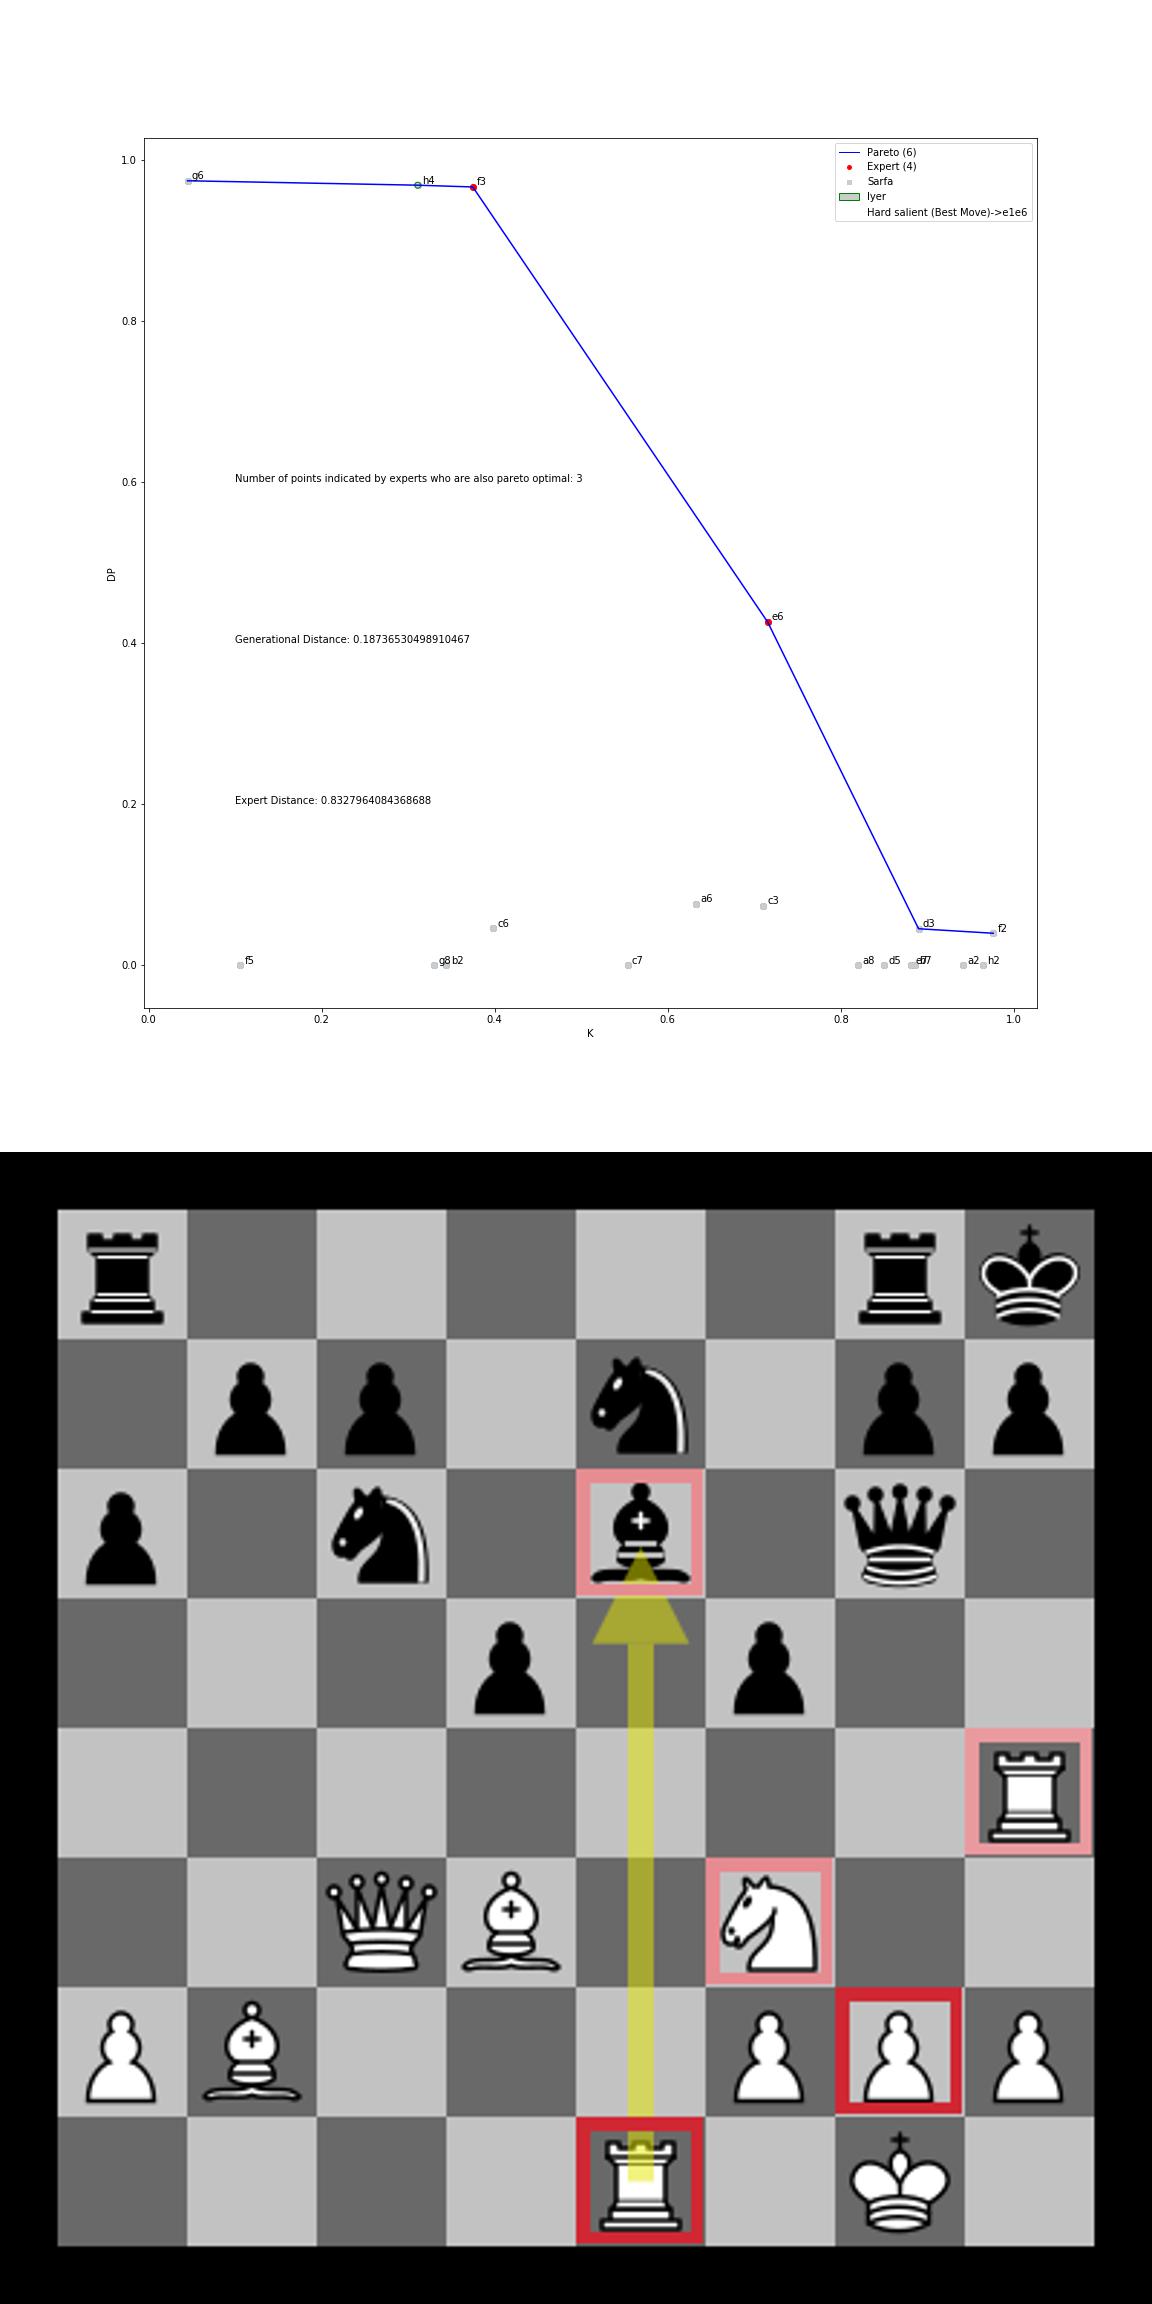 Pareto (6)
Expert (4)
Sarfa
Iyer
Hard salient (Best Move)->e1e6
1.0
g6
h4
f3
0.8
0.6
Number of points indicated by experts who are also pareto optimal: 3
DP
e6
0.4
Generational Distance: 0.18736530498910467
0.2
Expert Distance: 0.8327964084368688
a6
c3
c6
d3
f2
0.0
f5
g8
b2
c7
a8
d5
a2
h2
0.0 0.2 0.4 0.6 0.8 1.0
K